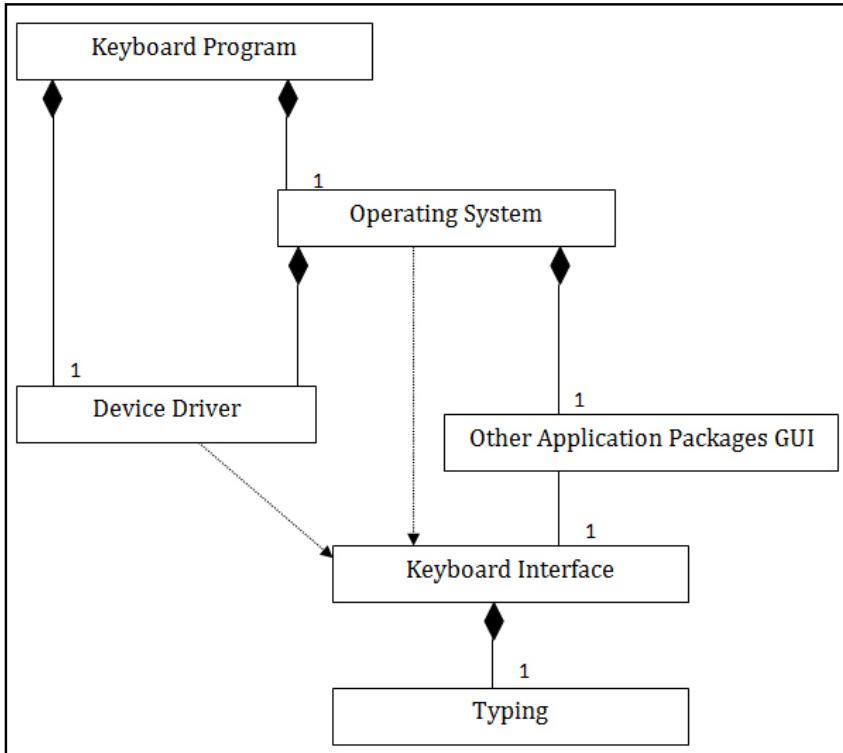 Keyboard Program
1
Operating System
1
Device Driver
1
Other Application Packages GUI
1
Keyboard Interface
1
Typing